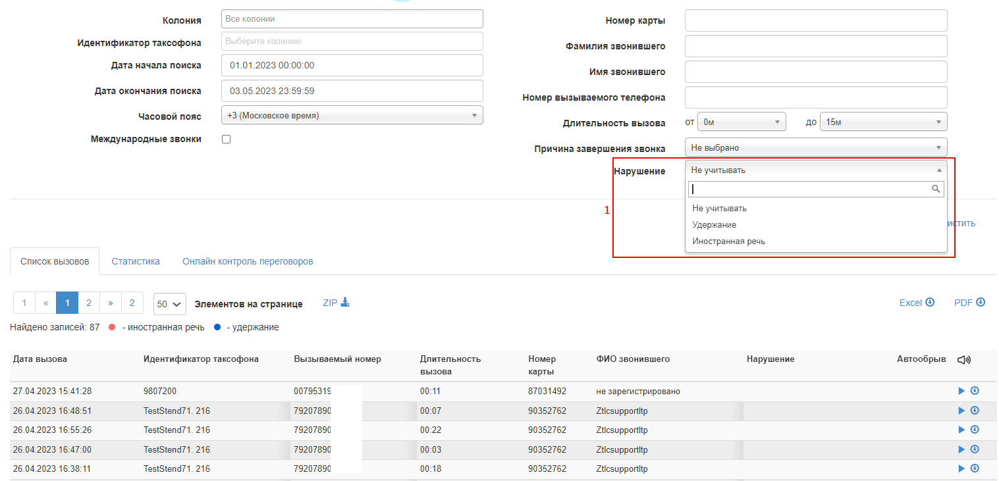 Колония
Все колонии
Идентификатор таксофона
Выберите колонию
Дата начала поиска
01.01.2023 00:00:00
Дата окончания поиска
03.05.2023 23:59:59
Часовой пояс
+3 (Московское время)
Международные звонки
Номер карты
Фамилия звонившего
Имя звонившего
Номер вызываемого телефона
Длительность вызова от 0м до 15м
Причина завершения звонка Не выбрано
Нарушение Не учитывать
Не учитывать
1
Удержание
Иностранная речь
истить
Список вызовов Статистика Онлайн контроль переговоров
1 « 1 2 » 2 50 Элементов на странице ZIP Excel PDF
Найдено записей: 87 - иностранная речь - удержание
Дата вызова Идентификатор таксофона Вызываемый номер Длительность вызова Номер карты ФИО звонившего Нарушение Автообрыв
27.04.2023 15:41:28 9807200 00795319 00:11 87031492 не зарегистрировано
26.04.2023 16:48:51 TestStend71. 216 79207890 00:07 90352762 Ztlcsupportltp
26.04.2023 16:55:26 TestStend71. 216 79207890 00:22 90352762 Ztlcsupportltp
26.04.2023 16:47:00 TestStend71. 216 79207890 00:03 90352762 Ztlcsupportltp
26.04.2023 16:38:11 TestStend71. 216 79207890 00:18 90352762 Ztlcsupportltp